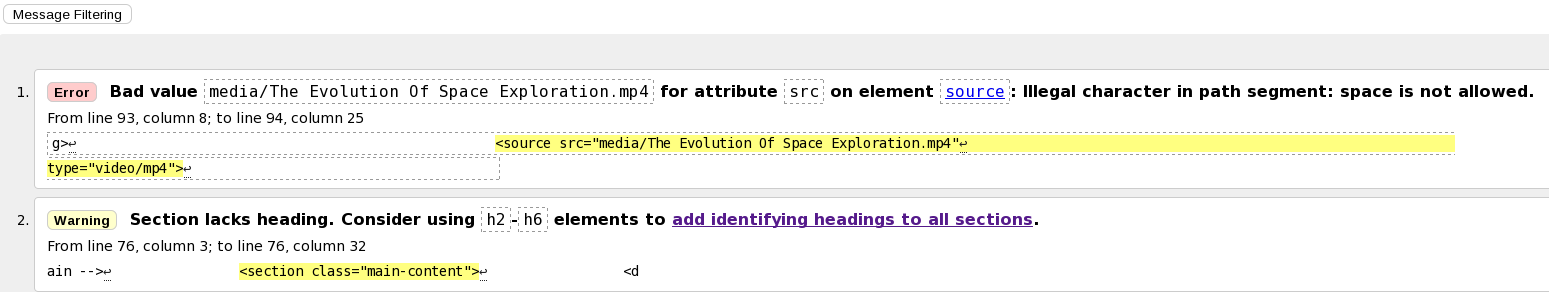 Message Filtering
1. Error Bad value media/The Evolution Of Space Exploration.mp4 for attribute src on element source: Illegal character in path segment: space is not allowed.
From line 93, column 8; to line 94, column 25
g>↩ <source src="media/The Evolution Of Space Exploration.mp4"↩
type="video/mp4">↩
2. Warning Section lacks heading. Consider using h2-h6 elements to add identifying headings to all sections.
From line 76, column 3; to line 76, column 32
ain -->↩ <section class="main-content">↩ <d